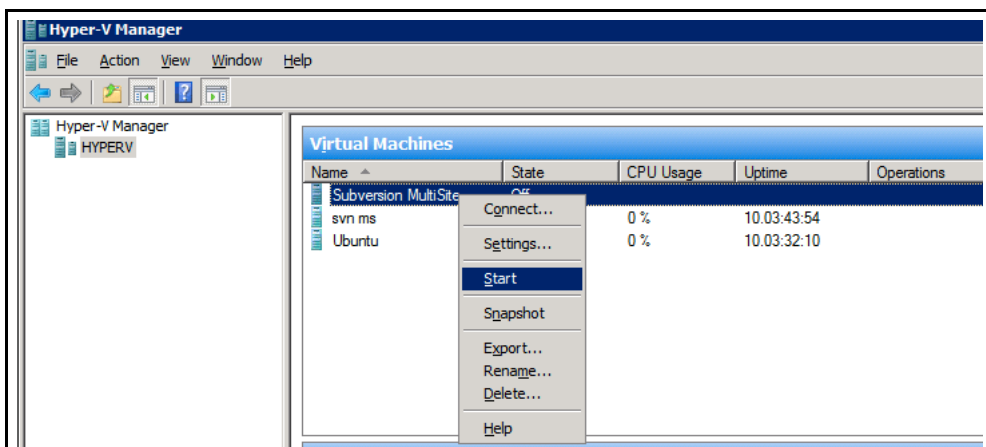 Hyper-V Manager
File Action View Window Help
Hyper-V Manager
HYPERV
Virtual Machines
Name State CPU Usage Uptime Operations
Subversion MultiSite Off
svn ms 0 % 10.03:43:54
Ubuntu 0 % 10.03:32:10
Connect...
Settings...
Start
Snapshot
Export...
Rename...
Delete...
Help